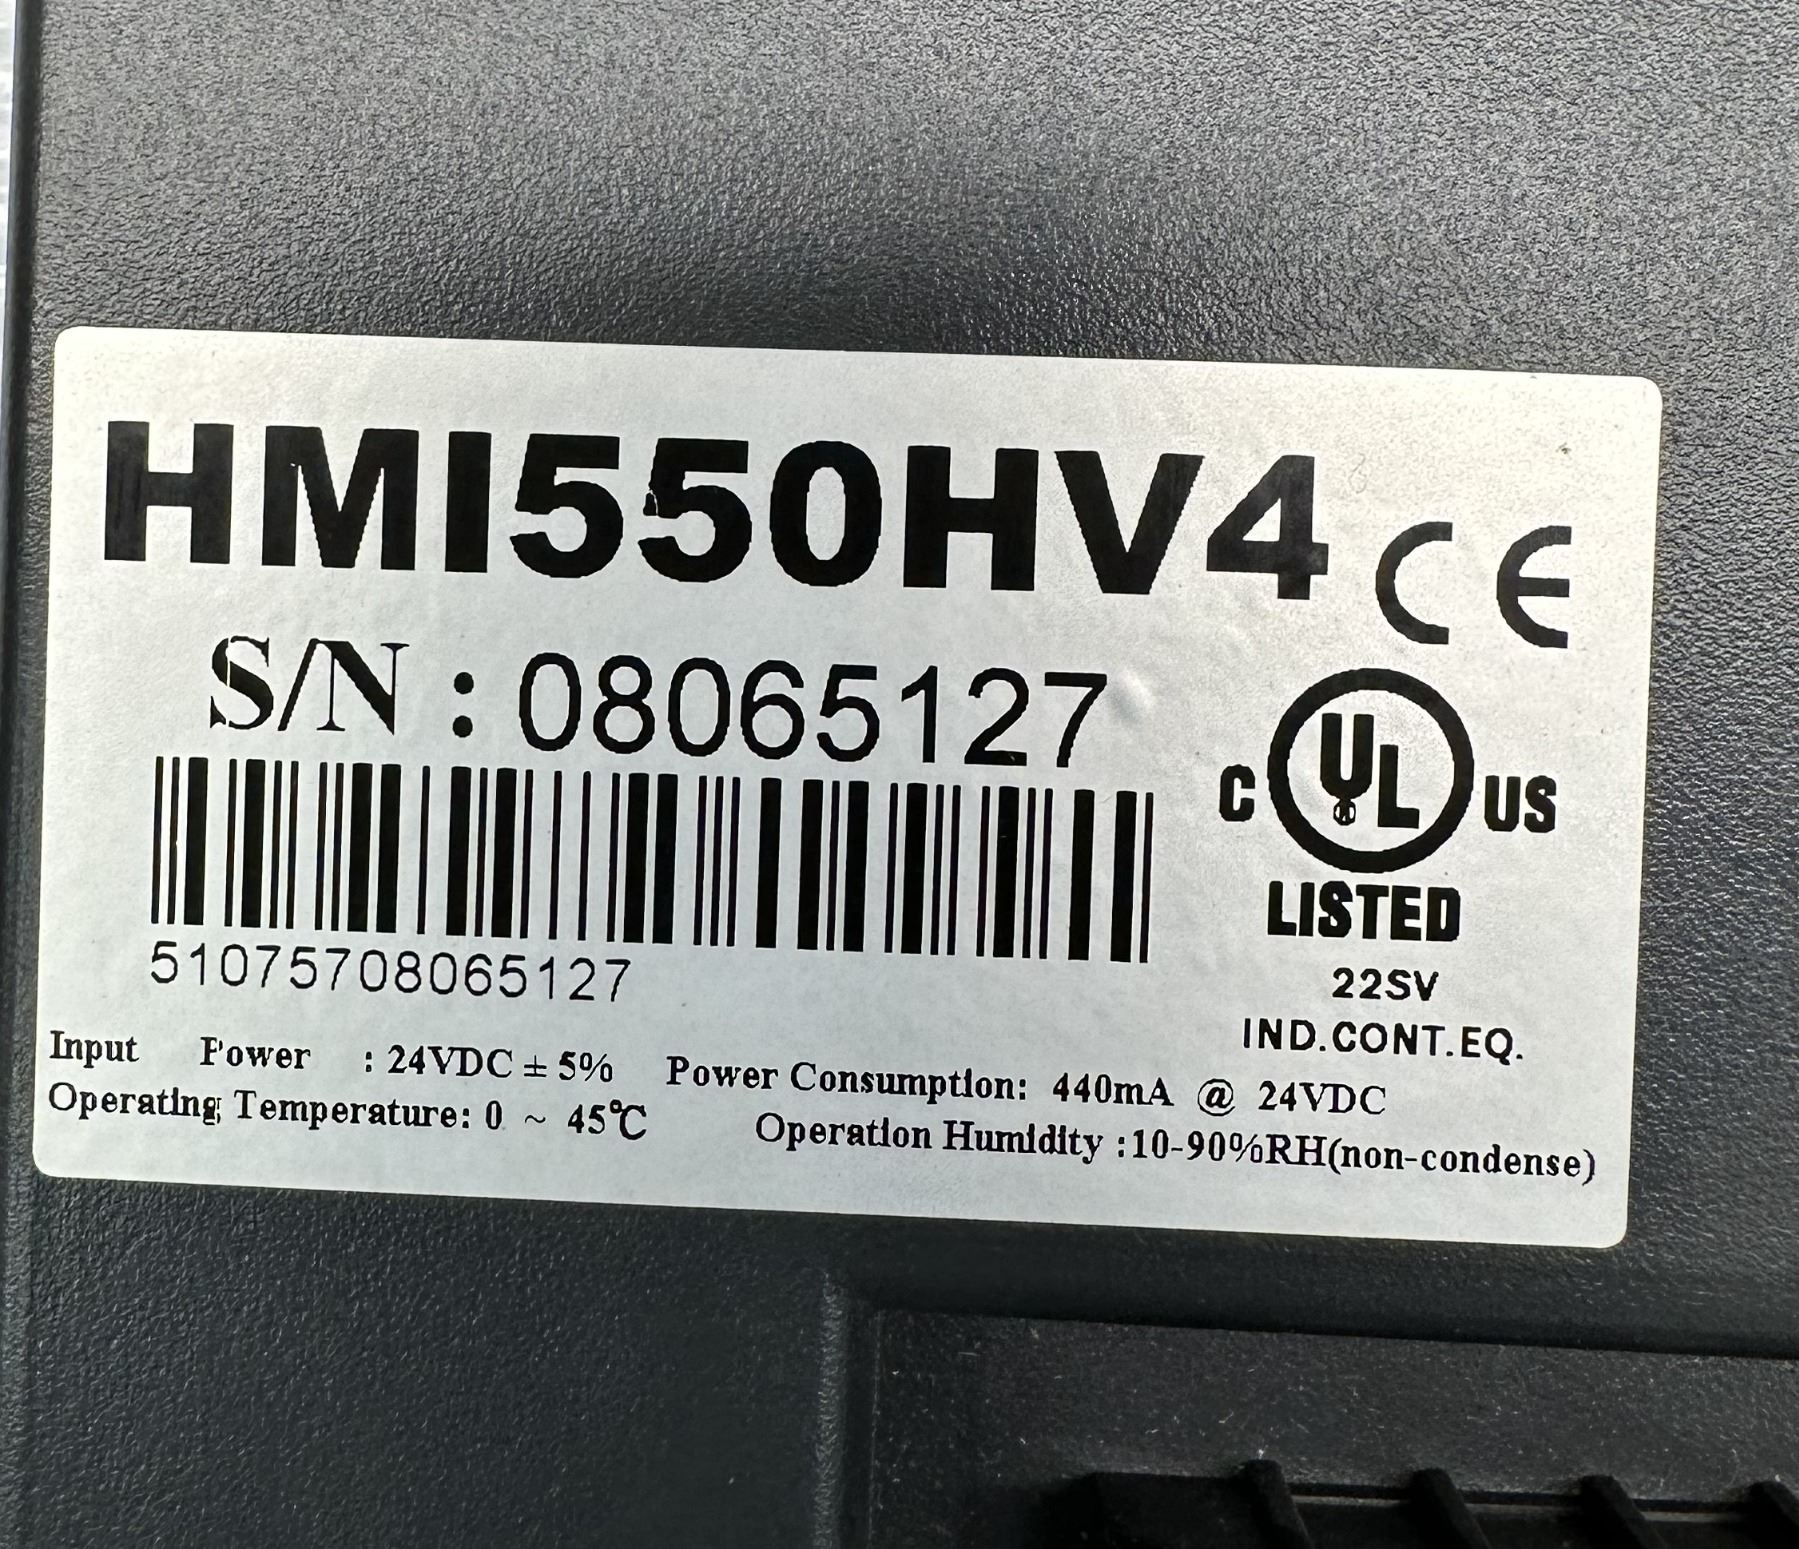 HMI550HV4 CE
S/N : 08065127
C UL US
LISTED
51075708065127
22SV
IND.CONT.EQ.
Input Power : 24VDC ± 5% Power Consumption: 440mA @ 24VDC
Operating Temperature: 0 ~ 45℃ Operation Humidity :10-90%RH(non-condense)